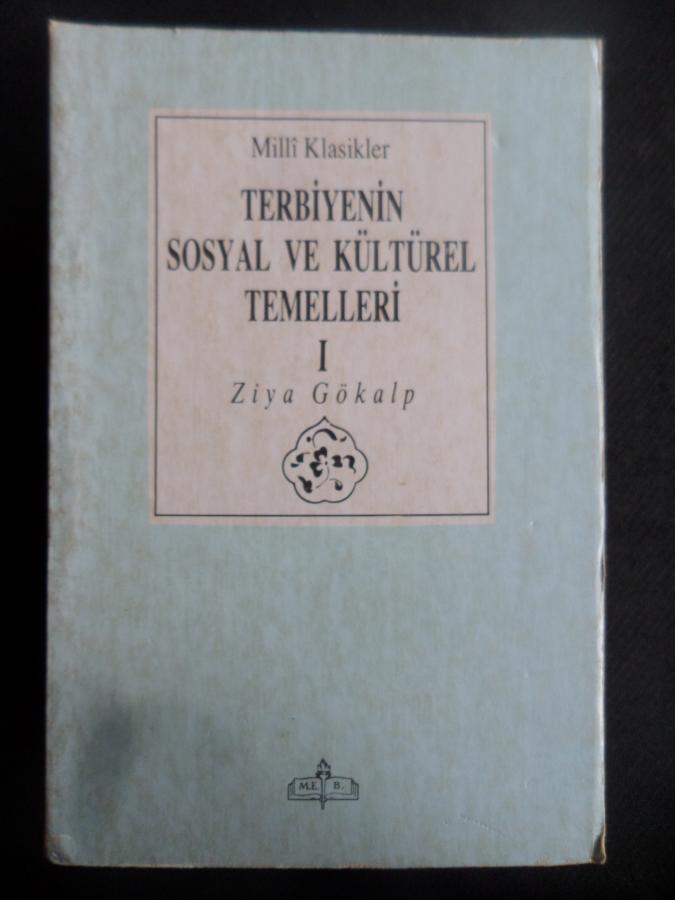 Millî Klasikler
TERBİYENİN
SOSYAL VE KÜLTÜREL
TEMELLERİ
I
Ziya Gökalp
M.E. B.